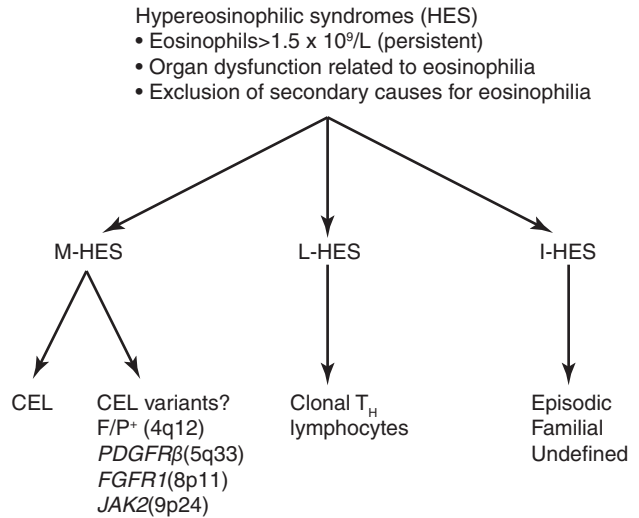 Hypereosinophilic syndromes (HES)
• Eosinophils>1.5 x 10⁹/L (persistent)
• Organ dysfunction related to eosinophilia
• Exclusion of secondary causes for eosinophilia
M-HES
L-HES
I-HES
CEL
CEL variants?
F/P⁺ (4q12)
PDGFRβ(5q33)
FGFR1(8p11)
JAK2(9p24)
Clonal T_H
lymphocytes
Episodic
Familial
Undefined